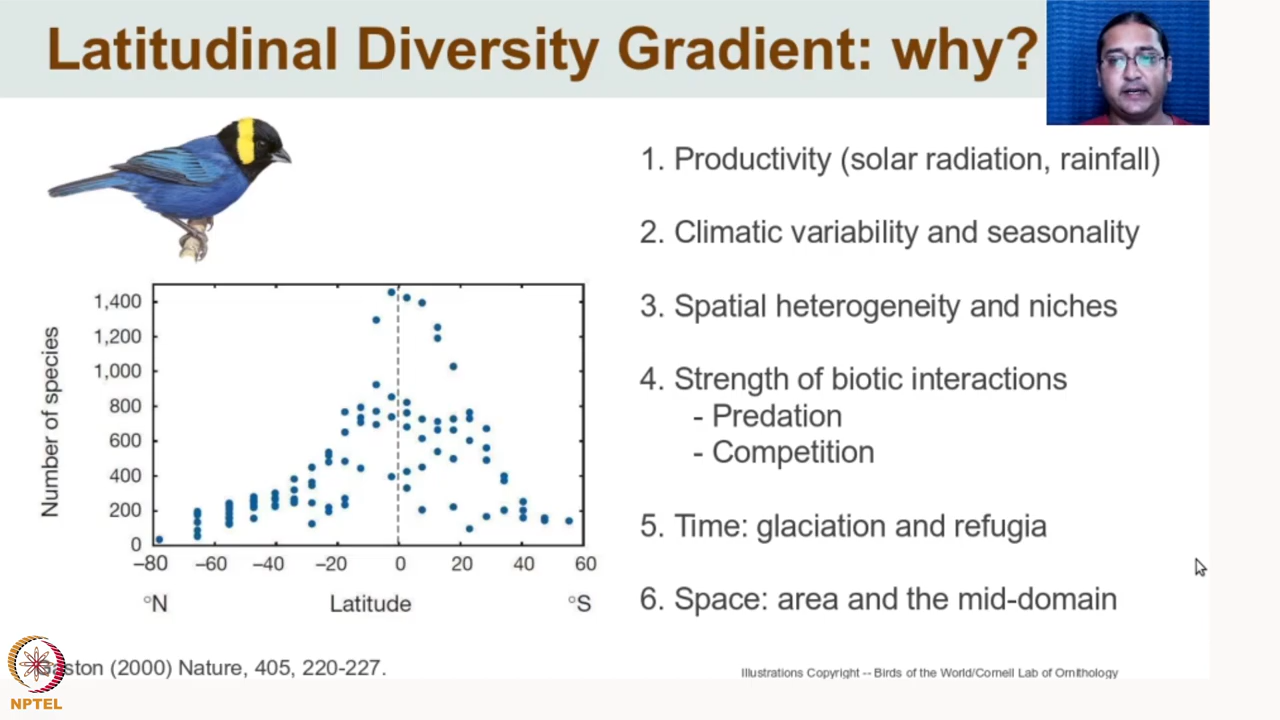 Latitudinal Diversity Gradient: why?
1. Productivity (solar radiation, rainfall)
2. Climatic variability and seasonality
3. Spatial heterogeneity and niches
4. Strength of biotic interactions
- Predation
- Competition
5. Time: glaciation and refugia
6. Space: area and the mid-domain
Number of species
1,400
1,200
1,000
800
600
400
200
0
−80 −60 −40 −20 0 20 40 60
°N Latitude °S
Gaston (2000) Nature, 405, 220-227.
Illustrations Copyright -- Birds of the World/Cornell Lab of Ornithology
NPTEL